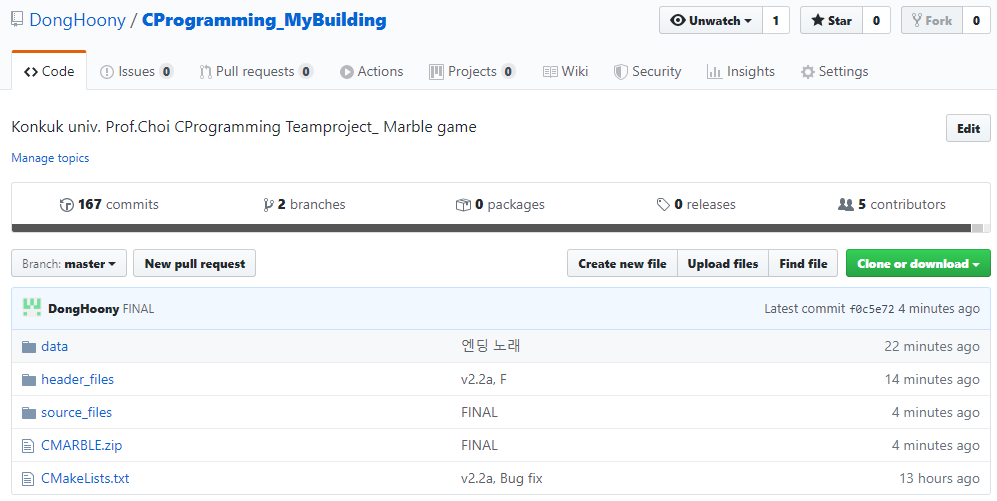 DongHoony / CProgramming_MyBuilding
Unwatch 1 Star 0 Fork 0
Code Issues 0 Pull requests 0 Actions Projects 0 Wiki Security Insights Settings
Konkuk univ. Prof.Choi CProgramming Teamproject_ Marble game
Edit
Manage topics
167 commits 2 branches 0 packages 0 releases 5 contributors
Branch: master New pull request Create new file Upload files Find file Clone or download
DongHoony FINAL Latest commit f0c5e72 4 minutes ago
data 엔딩 노래 22 minutes ago
header_files v2.2a, F 14 minutes ago
source_files FINAL 4 minutes ago
CMARBLE.zip FINAL 4 minutes ago
CMakeLists.txt v2.2a, Bug fix 13 hours ago